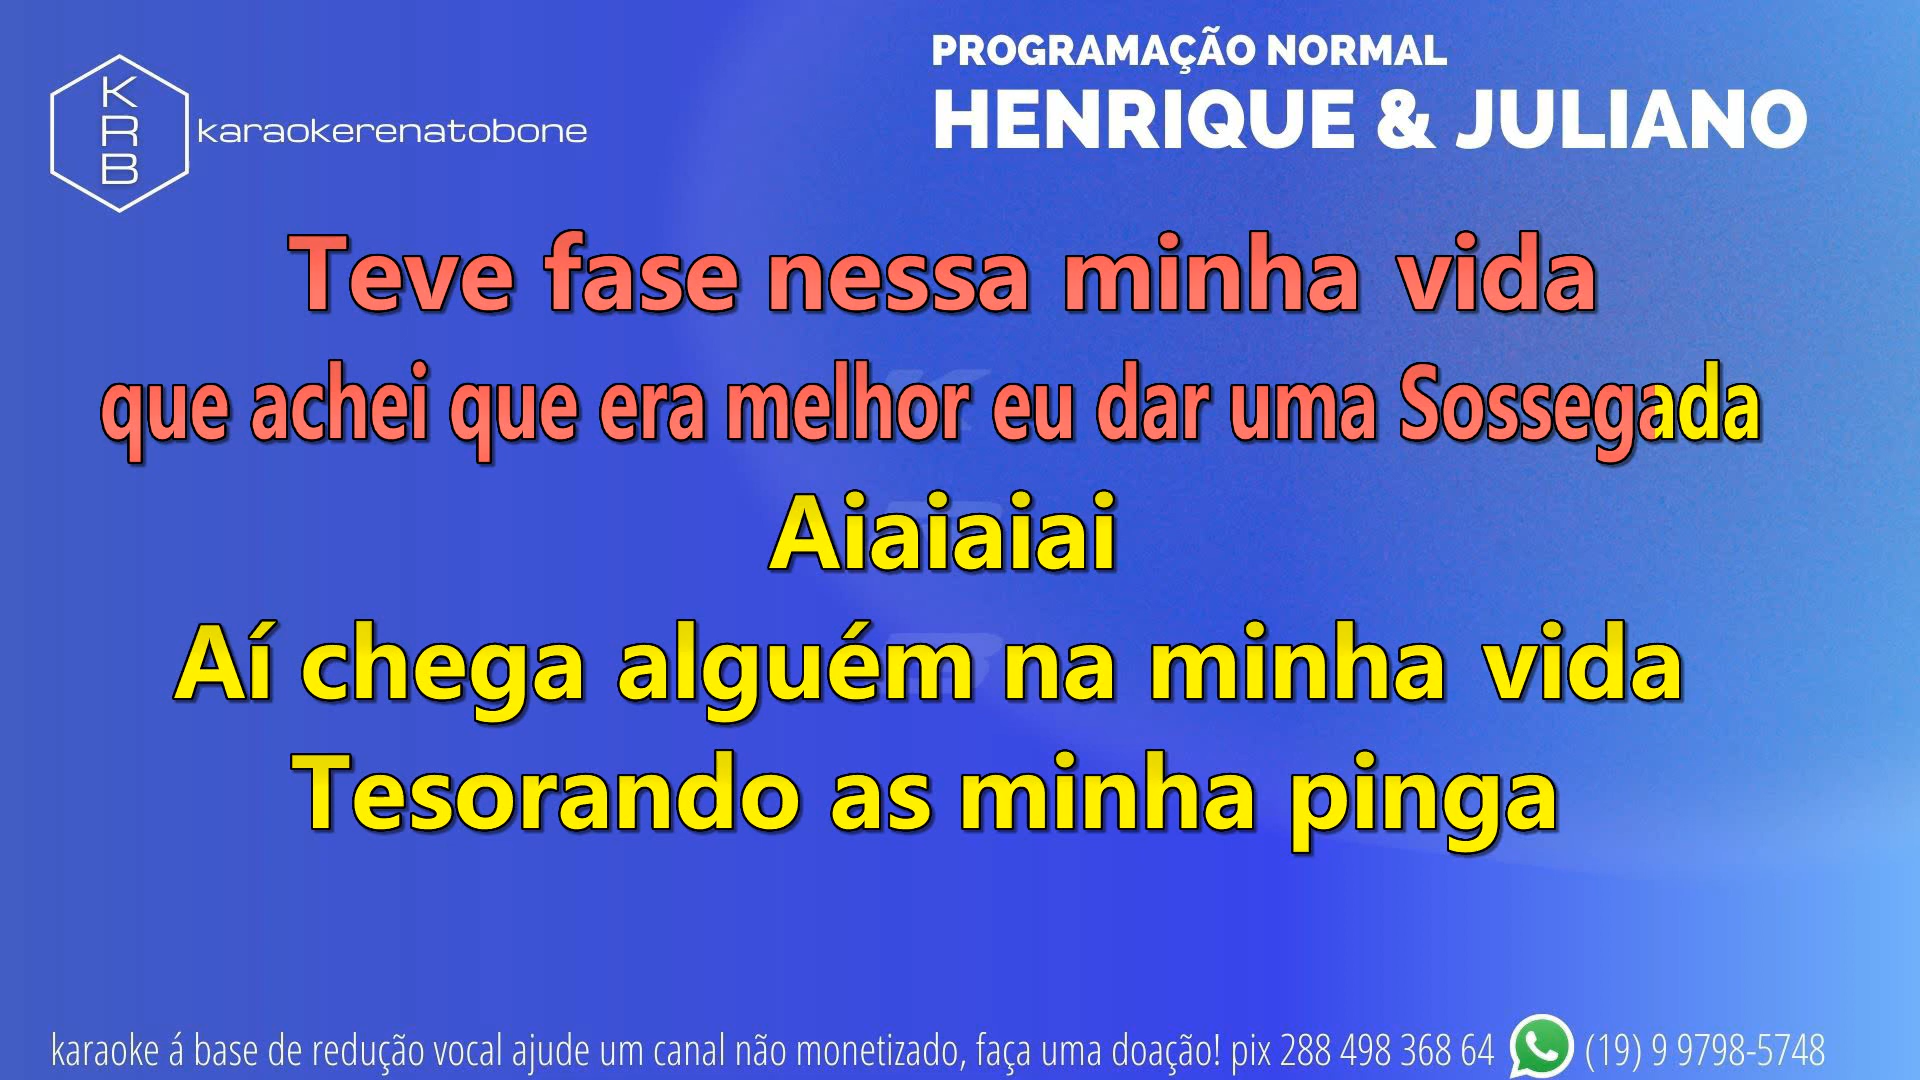 KRB
karaokerenatobone
PROGRAMAÇÃO NORMAL
HENRIQUE & JULIANO
Teve fase nessa minha vida
que achei que era melhor eu dar uma Sossegada
Aiaiaiai
Aí chega alguém na minha vida
Tesorando as minha pinga
karaoke á base de redução vocal ajude um canal não monetizado, faça uma doação! pix 288 498 368 64 (19) 9 9798-5748